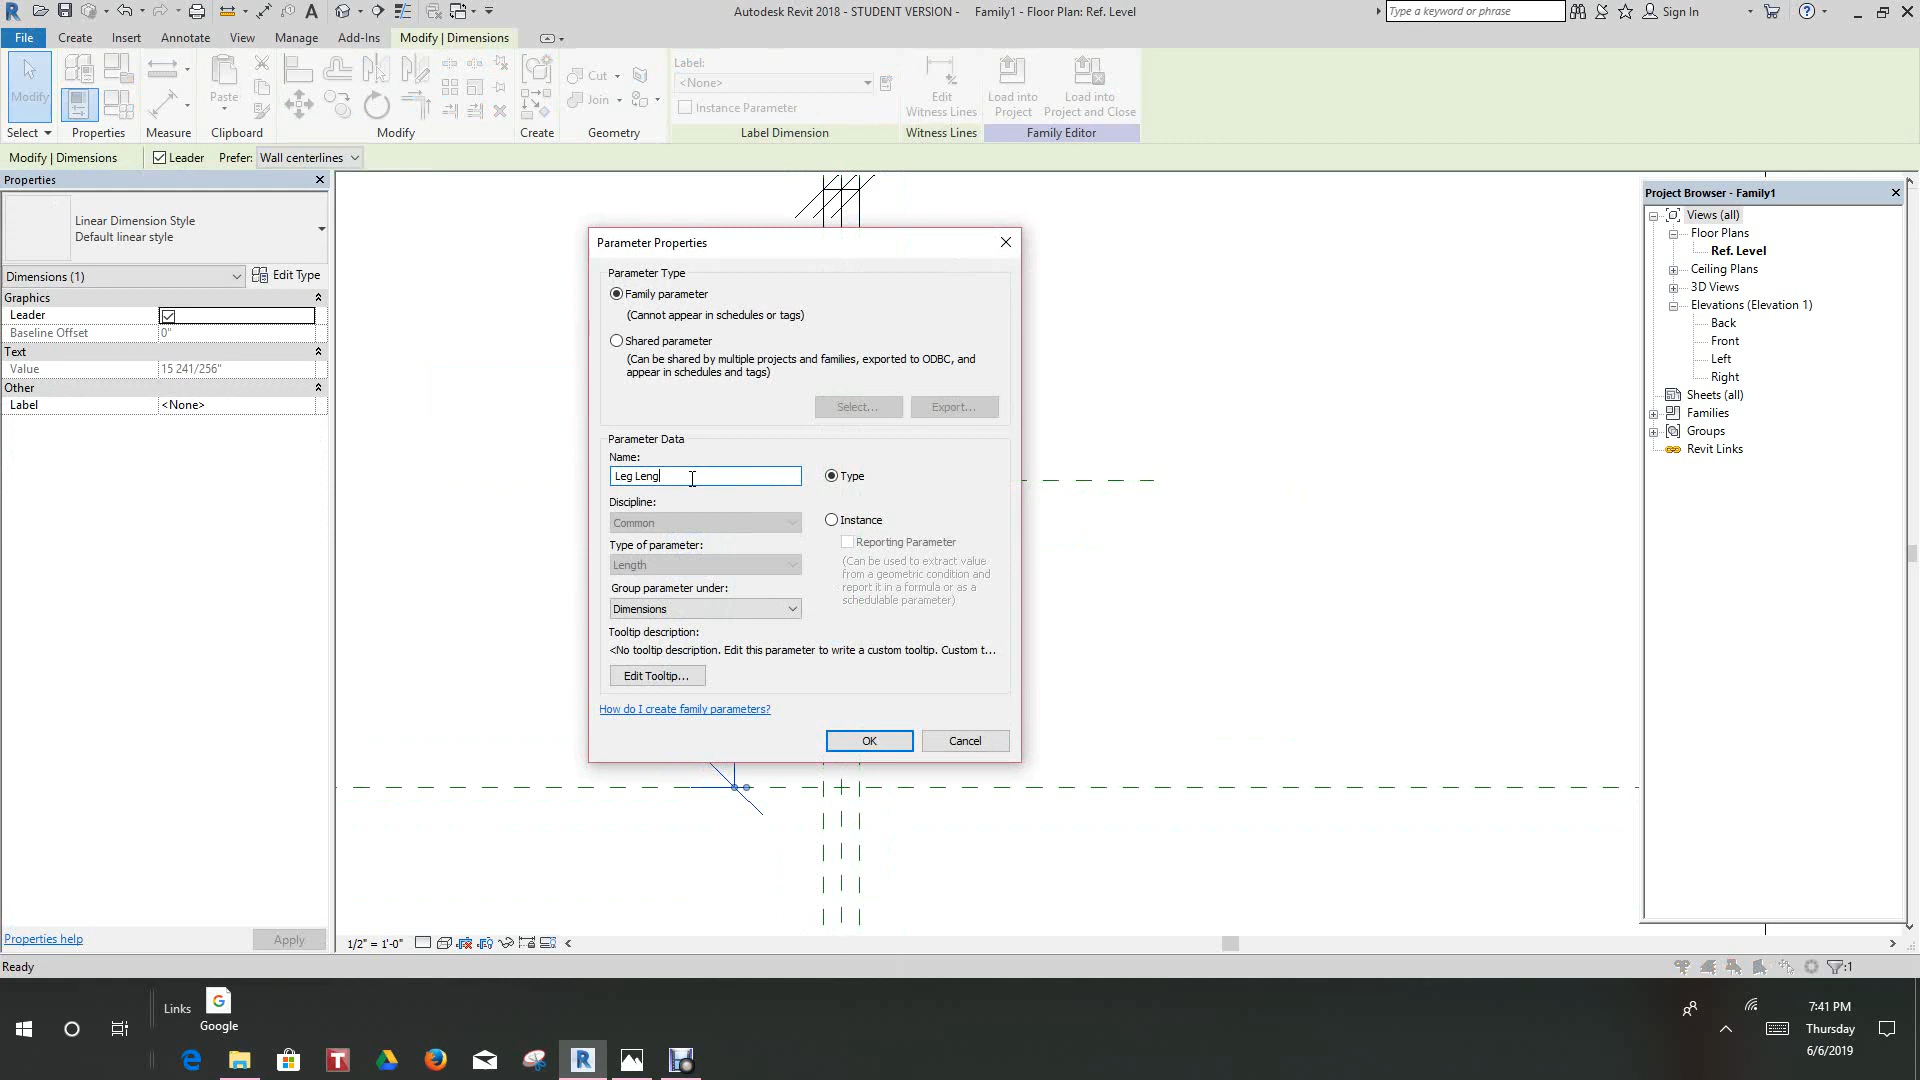 Autodesk Revit 2018 - STUDENT VERSION - Family1 - Floor Plan: Ref. Level
Type a keyword or phrase
Sign In
File Create Insert Annotate View Manage Add-Ins Modify | Dimensions
Modify
Paste
Cut
Join
Label:
<None>
Instance Parameter
Edit
Witness Lines
Load into
Project
Load into
Project and Close
Select Properties Measure Clipboard Modify Create Geometry Label Dimension Witness Lines Family Editor
Modify | Dimensions Leader Prefer: Wall centerlines
Properties
Linear Dimension Style
Default linear style
Dimensions (1) Edit Type
Graphics
Leader
Baseline Offset 0"
Text
Value 15 241/256"
Other
Label <None>
Properties help Apply
Parameter Properties
Parameter Type
Family parameter
(Cannot appear in schedules or tags)
Shared parameter
(Can be shared by multiple projects and families, exported to ODBC, and
appear in schedules and tags)
Select... Export...
Parameter Data
Name:
Leg Leng
Type
Discipline:
Common
Instance
Reporting Parameter
(Can be used to extract value
from a geometric condition and
report it in a formula or as a
schedulable parameter)
Type of parameter:
Length
Group parameter under:
Dimensions
Tooltip description:
<No tooltip description. Edit this parameter to write a custom tooltip. Custom t...
Edit Tooltip...
How do I create family parameters?
OK Cancel
Project Browser - Family1
Views (all)
Floor Plans
Ref. Level
Ceiling Plans
3D Views
Elevations (Elevation 1)
Back
Front
Left
Right
Sheets (all)
Families
Groups
Revit Links
1/2" = 1'-0"
Ready
:1
Links
Google
7:41 PM
Thursday
6/6/2019